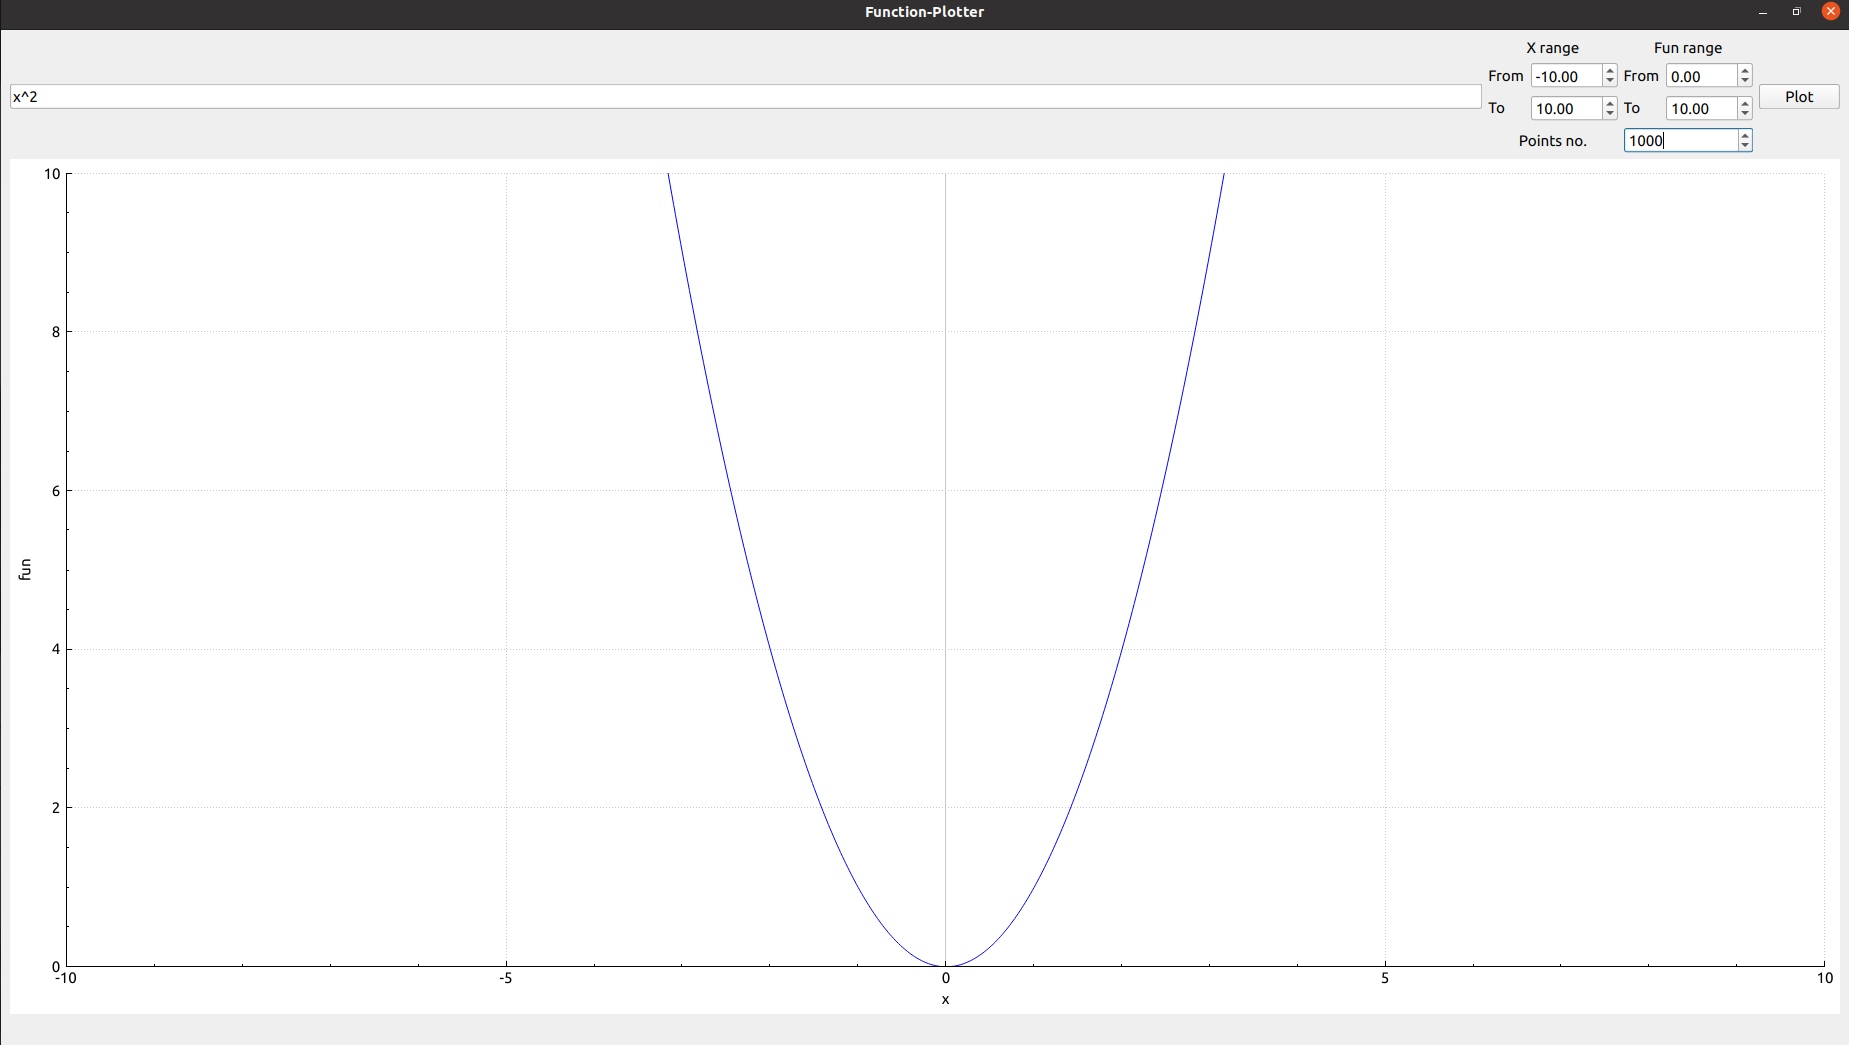 Function-Plotter
X range Fun range
From -10.00 From 0.00
x^2 Plot
To 10.00 To 10.00
Points no. 1000
10
8
6
fun
4
2
0
-10 -5 0 5 10
x